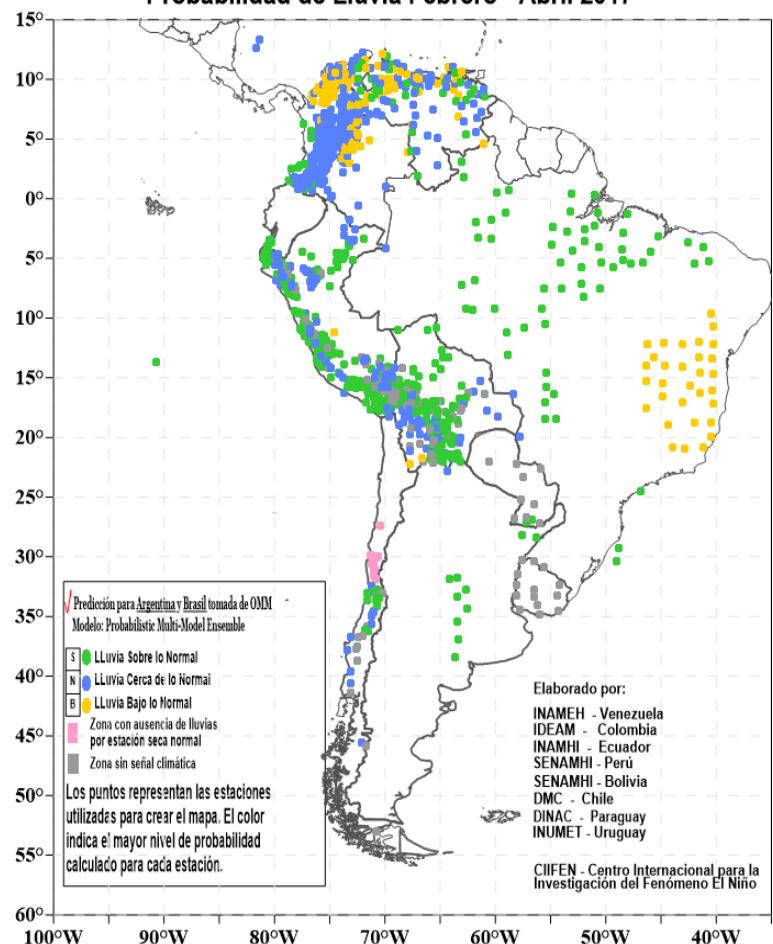 Probabilidad de Lluvia Febrero - Abril 2017
15°
10°
5°
0°
5°
10°
15°
20°
25°
30°
35°
40°
45°
50°
55°
60°
100°W
90°W
80°W
70°W
60°W
50°W
40°W
Predicción para Argentina y Brasil tomada de OMM
Modelo: Probabilistic Multi-Model Ensemble
S LLuvia Sobre lo Normal
N LLuvia Cerca de lo Normal
B LLuvia Bajo lo Normal
Zona con ausencia de lluvias
por estación seca normal
Zona sin señal climática
Los puntos representan las estaciones
utilizadas para crear el mapa. El color
indica el mayor nivel de probabilidad
calculado para cada estación.
Elaborado por:
INAMEH - Venezuela
IDEAM - Colombia
INAMHI - Ecuador
SENAMHI - Perú
SENAMHI - Bolivia
DMC - Chile
DINAC - Paraguay
INUMET - Uruguay
CIIFEN - Centro Internacional para la
Investigación del Fenómeno El Niño